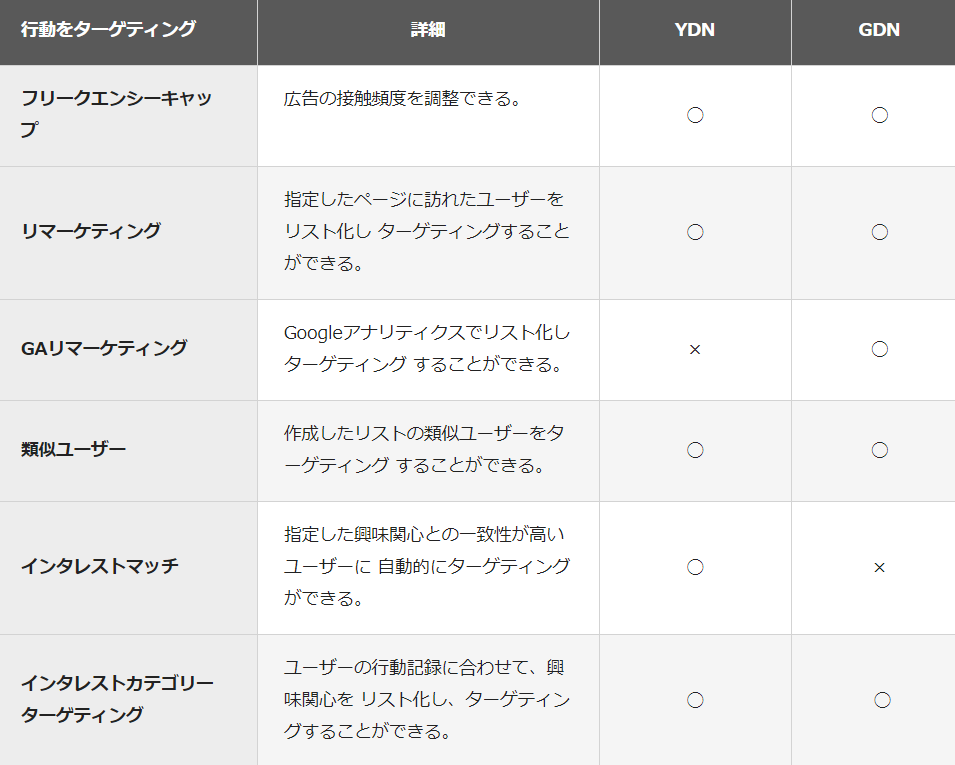 行動をターゲティング 詳細 YDN GDN
フリークエンシーキャッ
プ
広告の接触頻度を調整できる。
〇 〇
リマーケティング
指定したページに訪れたユーザーを
リスト化し ターゲティングすること
ができる。
〇 〇
GAリマーケティング
Googleアナリティクスでリスト化し
ターゲティング することができる。
× 〇
類似ユーザー
作成したリストの類似ユーザーをタ
ーゲティング することができる。
〇 〇
インタレストマッチ
指定した興味関心との一致性が高い
ユーザーに 自動的にターゲティング
ができる。
〇 ×
インタレストカテゴリー
ターゲティング
ユーザーの行動記録に合わせて、興
味関心を リスト化し、ターゲティン
グすることができる。
〇 〇